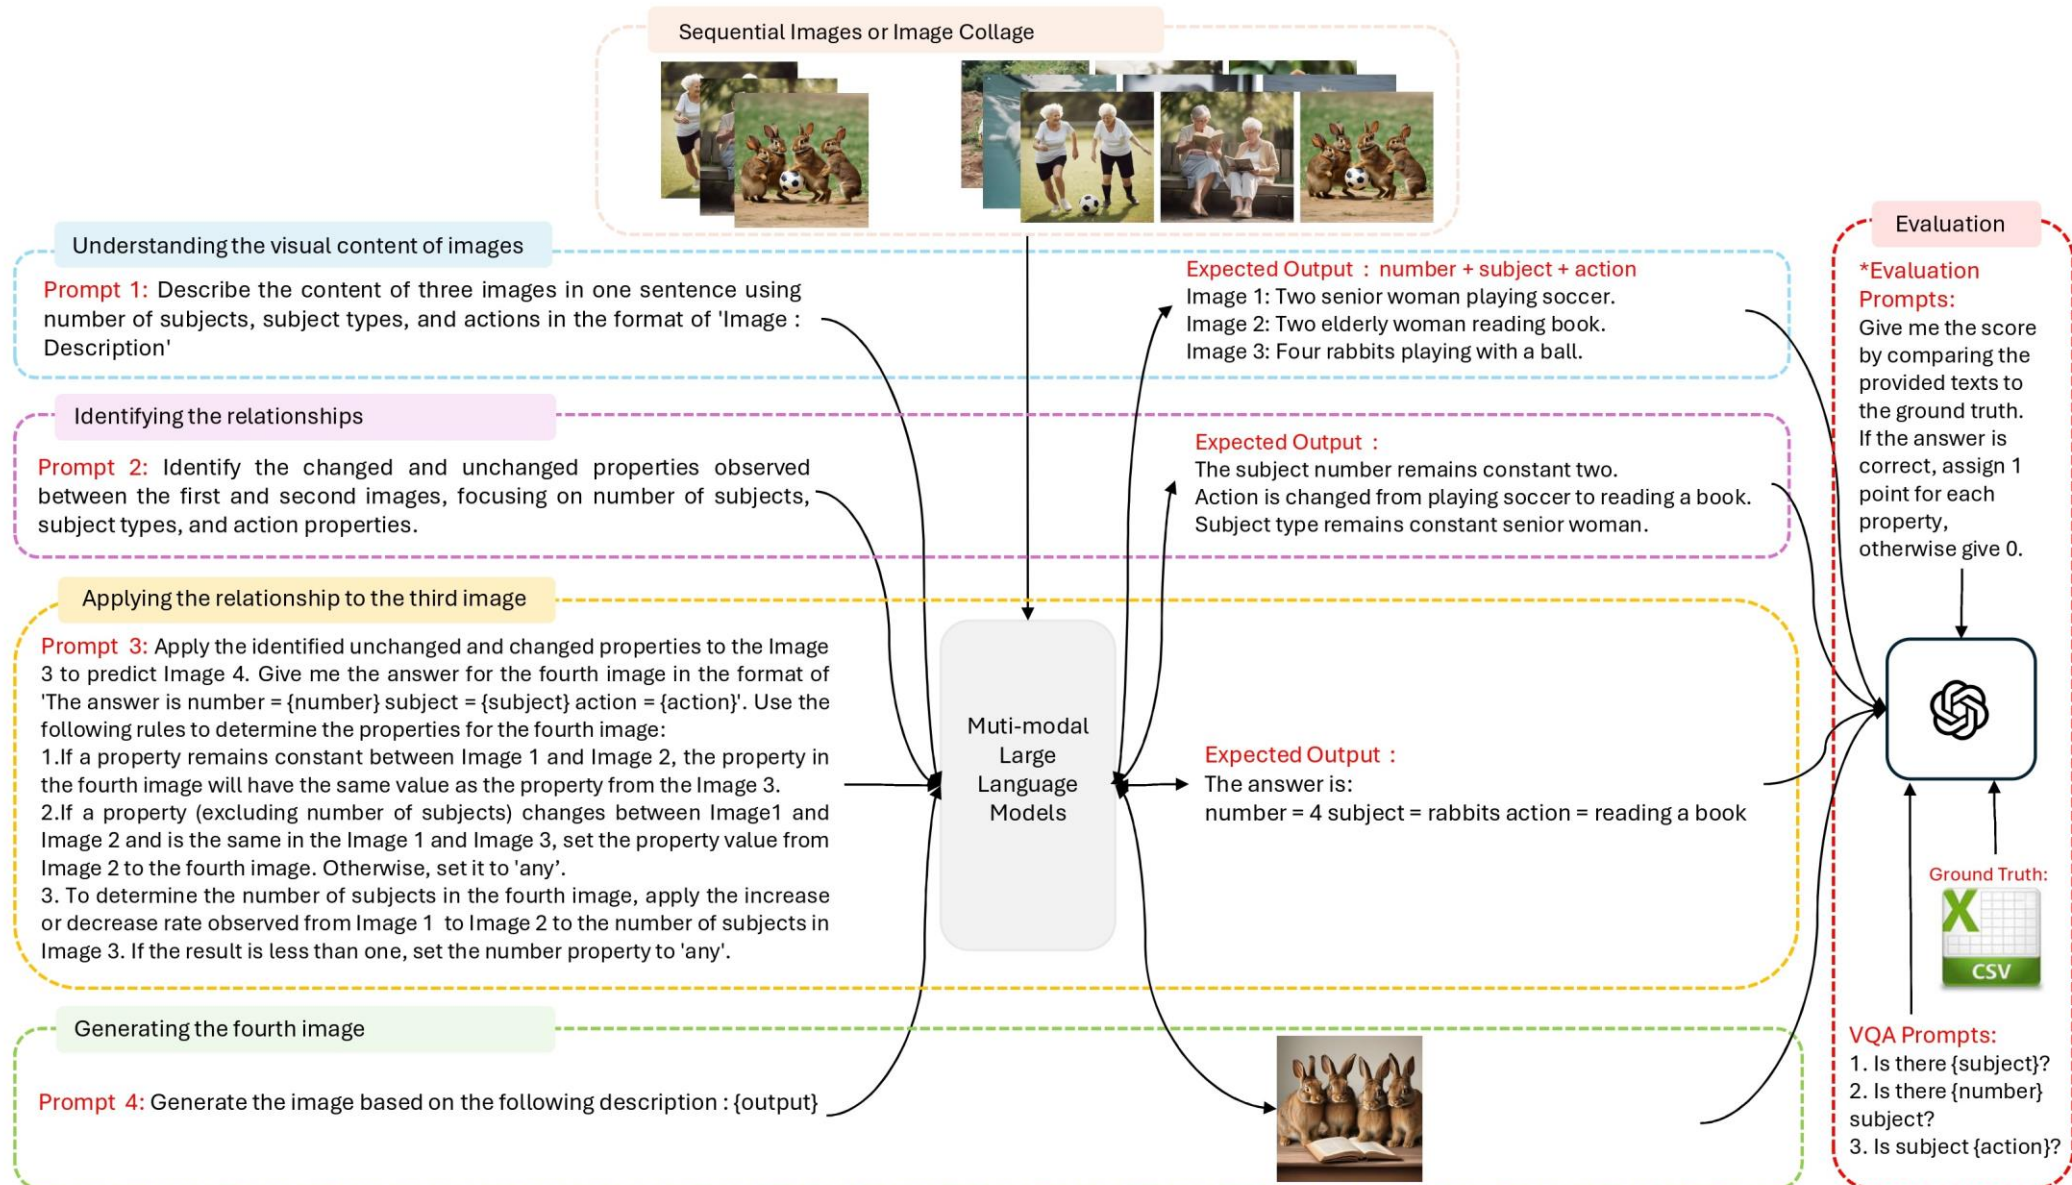 Sequential Images or Image Collage
Understanding the visual content of images
Prompt 1: Describe the content of three images in one sentence using
number of subjects, subject types, and actions in the format of 'Image :
Description'
Expected Output : number + subject + action
Image 1: Two senior woman playing soccer.
Image 2: Two elderly woman reading book.
Image 3: Four rabbits playing with a ball.
Identifying the relationships
Prompt 2: Identify the changed and unchanged properties observed
between the first and second images, focusing on number of subjects,
subject types, and action properties.
Expected Output :
The subject number remains constant two.
Action is changed from playing soccer to reading a book.
Subject type remains constant senior woman.
Applying the relationship to the third image
Prompt 3: Apply the identified unchanged and changed properties to the Image
3 to predict Image 4. Give me the answer for the fourth image in the format of
'The answer is number = {number} subject = {subject} action = {action}'. Use the
following rules to determine the properties for the fourth image:
1.If a property remains constant between Image 1 and Image 2, the property in
the fourth image will have the same value as the property from the Image 3.
2.If a property (excluding number of subjects) changes between Image1 and
Image 2 and is the same in the Image 1 and Image 3, set the property value from
Image 2 to the fourth image. Otherwise, set it to 'any’.
3. To determine the number of subjects in the fourth image, apply the increase
or decrease rate observed from Image 1 to Image 2 to the number of subjects in
Image 3. If the result is less than one, set the number property to 'any'.
Muti-modal
Large
Language
Models
Expected Output :
The answer is:
number = 4 subject = rabbits action = reading a book
Generating the fourth image
Prompt 4: Generate the image based on the following description : {output}
Evaluation
*Evaluation
Prompts:
Give me the score
by comparing the
provided texts to
the ground truth.
If the answer is
correct, assign 1
point for each
property,
otherwise give 0.
Ground Truth:
X
CSV
VQA Prompts:
1. Is there {subject}?
2. Is there {number}
subject?
3. Is subject {action}?